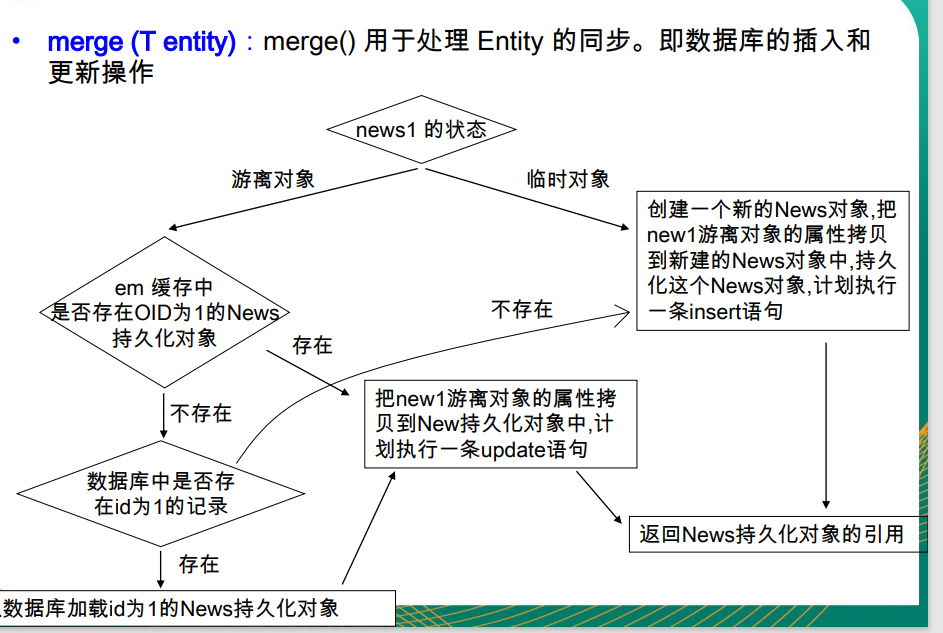 • merge (T entity)：merge() 用于处理 Entity 的同步。即数据库的插入和
更新操作
news1 的状态
游离对象
临时对象
创建一个新的News对象,把
new1游离对象的属性拷贝
到新建的News对象中,持久
化这个News对象,计划执行
一条insert语句
em 缓存中
是否存在OID为1的News
持久化对象
不存在
存在
把new1游离对象的属性拷
贝到New持久化对象中,计
划执行一条update语句
不存在
数据库中是否存
在id为1的记录
返回News持久化对象的引用
存在
数据库加载id为1的News持久化对象